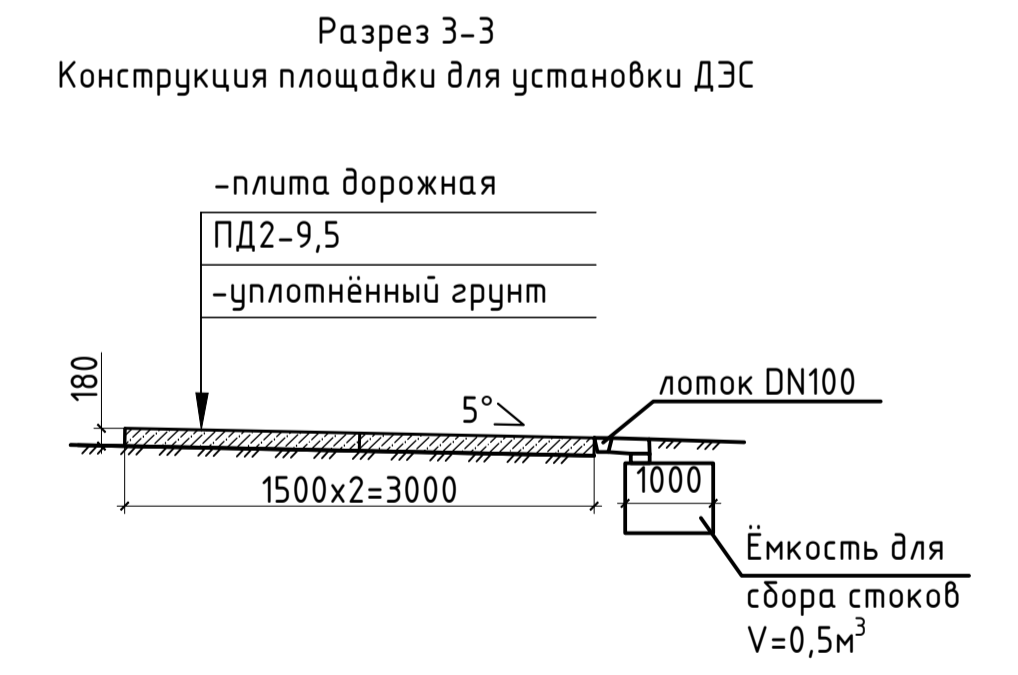 Разрез 3-3
Конструкция площадки для установки ДЭС
-плита дорожная
ПД2-9,5
-уплотнённый грунт
180
5°
лоток DN100
1500х2=3000
1000
Ёмкость для
сбора стоков
V=0,5м³